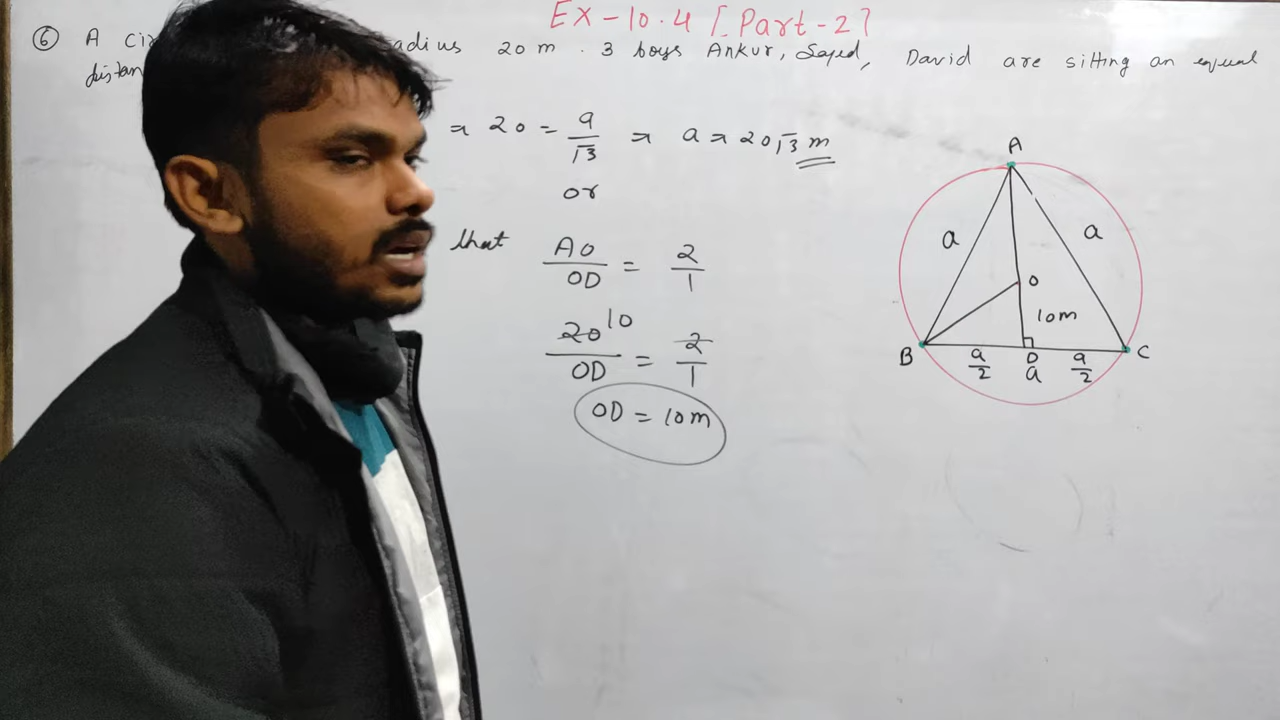 Ex-10.4 [Part-2]
⑥ A cir adius 20 m. 3 boys Ankur, Sayed, David are sitting an equal
distan
⇒ 20 = a/√3 ⇒ a = 20√3 m
or
that AO/OD = 2/1
20 10/OD = 2/1
OD = 10m
A
a a
O
10m
B a/2 D a/2 C
a